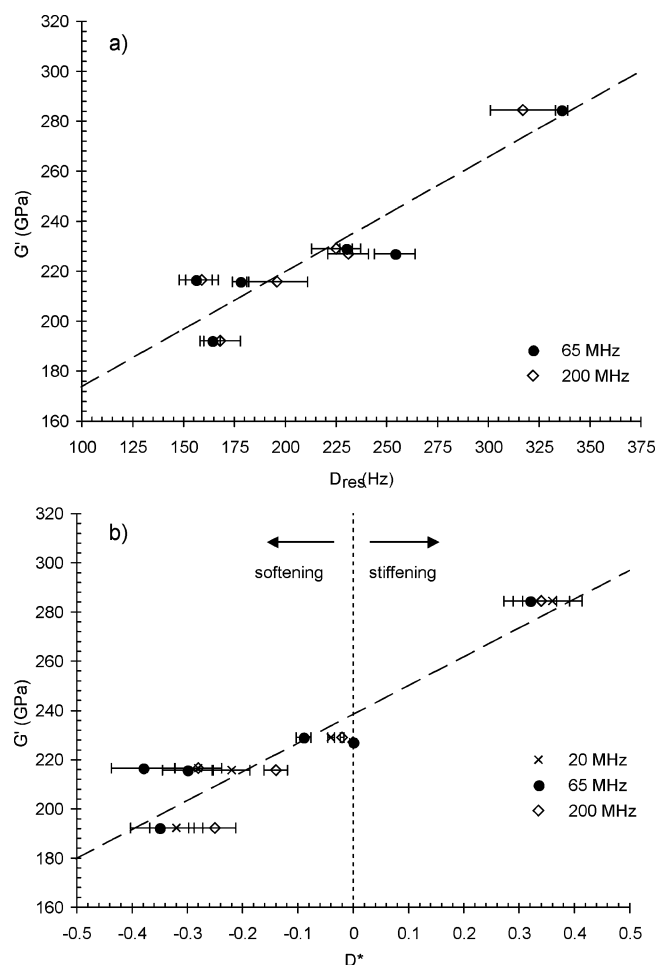 a)
320
300
280
260
240
220
200
180
160
G' (GPa)
65 MHz
200 MHz
100 125 150 175 200 225 250 275 300 325 350 375
Dres(Hz)
b)
320
300
280
260
240
220
200
180
160
G' (GPa)
softening stiffening
20 MHz
65 MHz
200 MHz
-0.5 -0.4 -0.3 -0.2 -0.1 0 0.1 0.2 0.3 0.4 0.5
D*